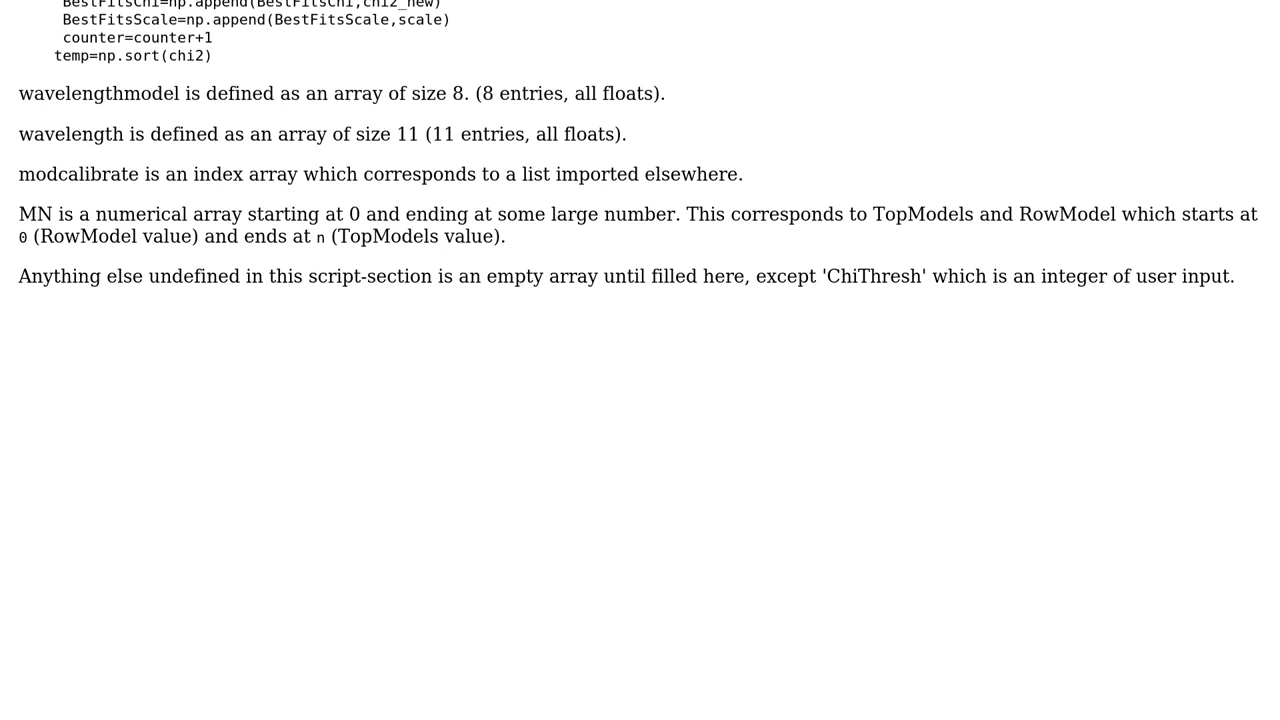 BestFitsChi=np.append(BestFitsChi,chi2_new)
BestFitsScale=np.append(BestFitsScale,scale)
counter=counter+1
temp=np.sort(chi2)
wavelengthmodel is defined as an array of size 8. (8 entries, all floats).
wavelength is defined as an array of size 11 (11 entries, all floats).
modcalibrate is an index array which corresponds to a list imported elsewhere.
MN is a numerical array starting at 0 and ending at some large number. This corresponds to TopModels and RowModel which starts at
0 (RowModel value) and ends at n (TopModels value).
Anything else undefined in this script-section is an empty array until filled here, except 'ChiThresh' which is an integer of user input.